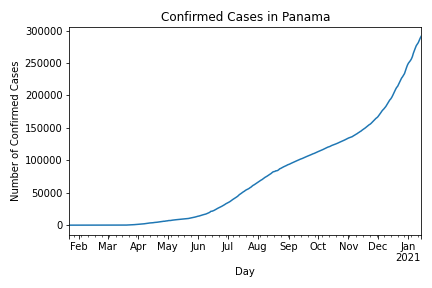 Confirmed Cases in Panama
300000
250000
200000
150000
100000
50000
0
Number of Confirmed Cases
Feb Mar Apr May Jun Jul Aug Sep Oct Nov Dec Jan
2021
Day